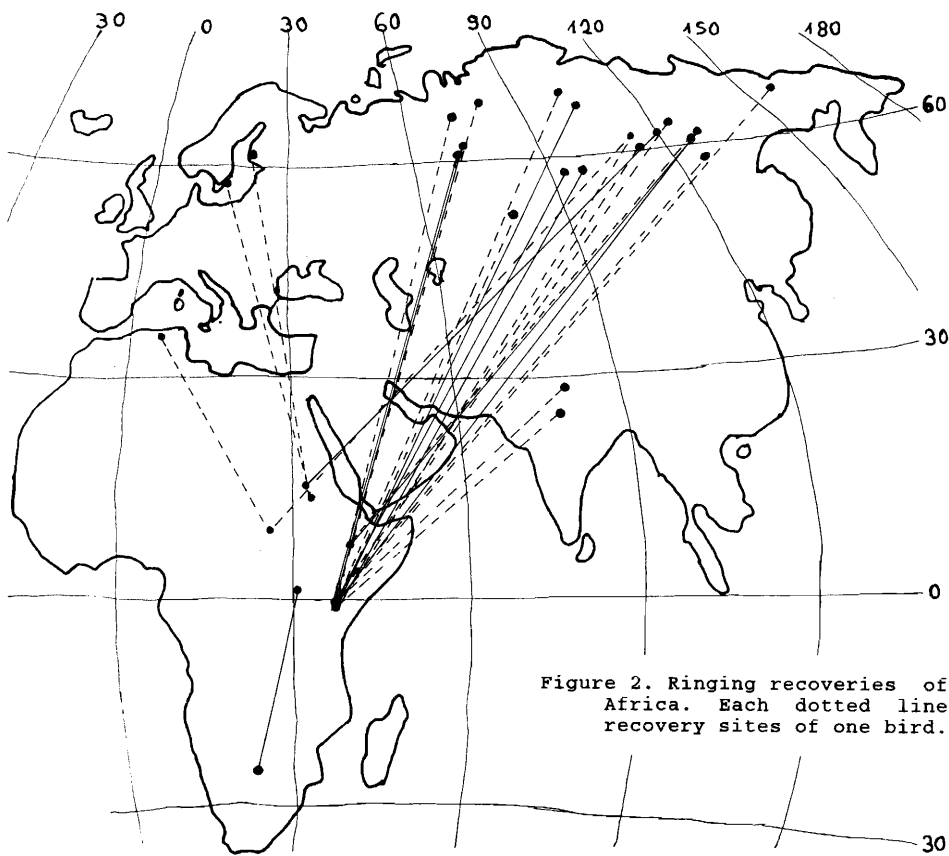 30 0 30 60 90 120 150 180
60
30
0
Figure 2. Ringing recoveries of
Africa. Each dotted line
recovery sites of one bird.
30